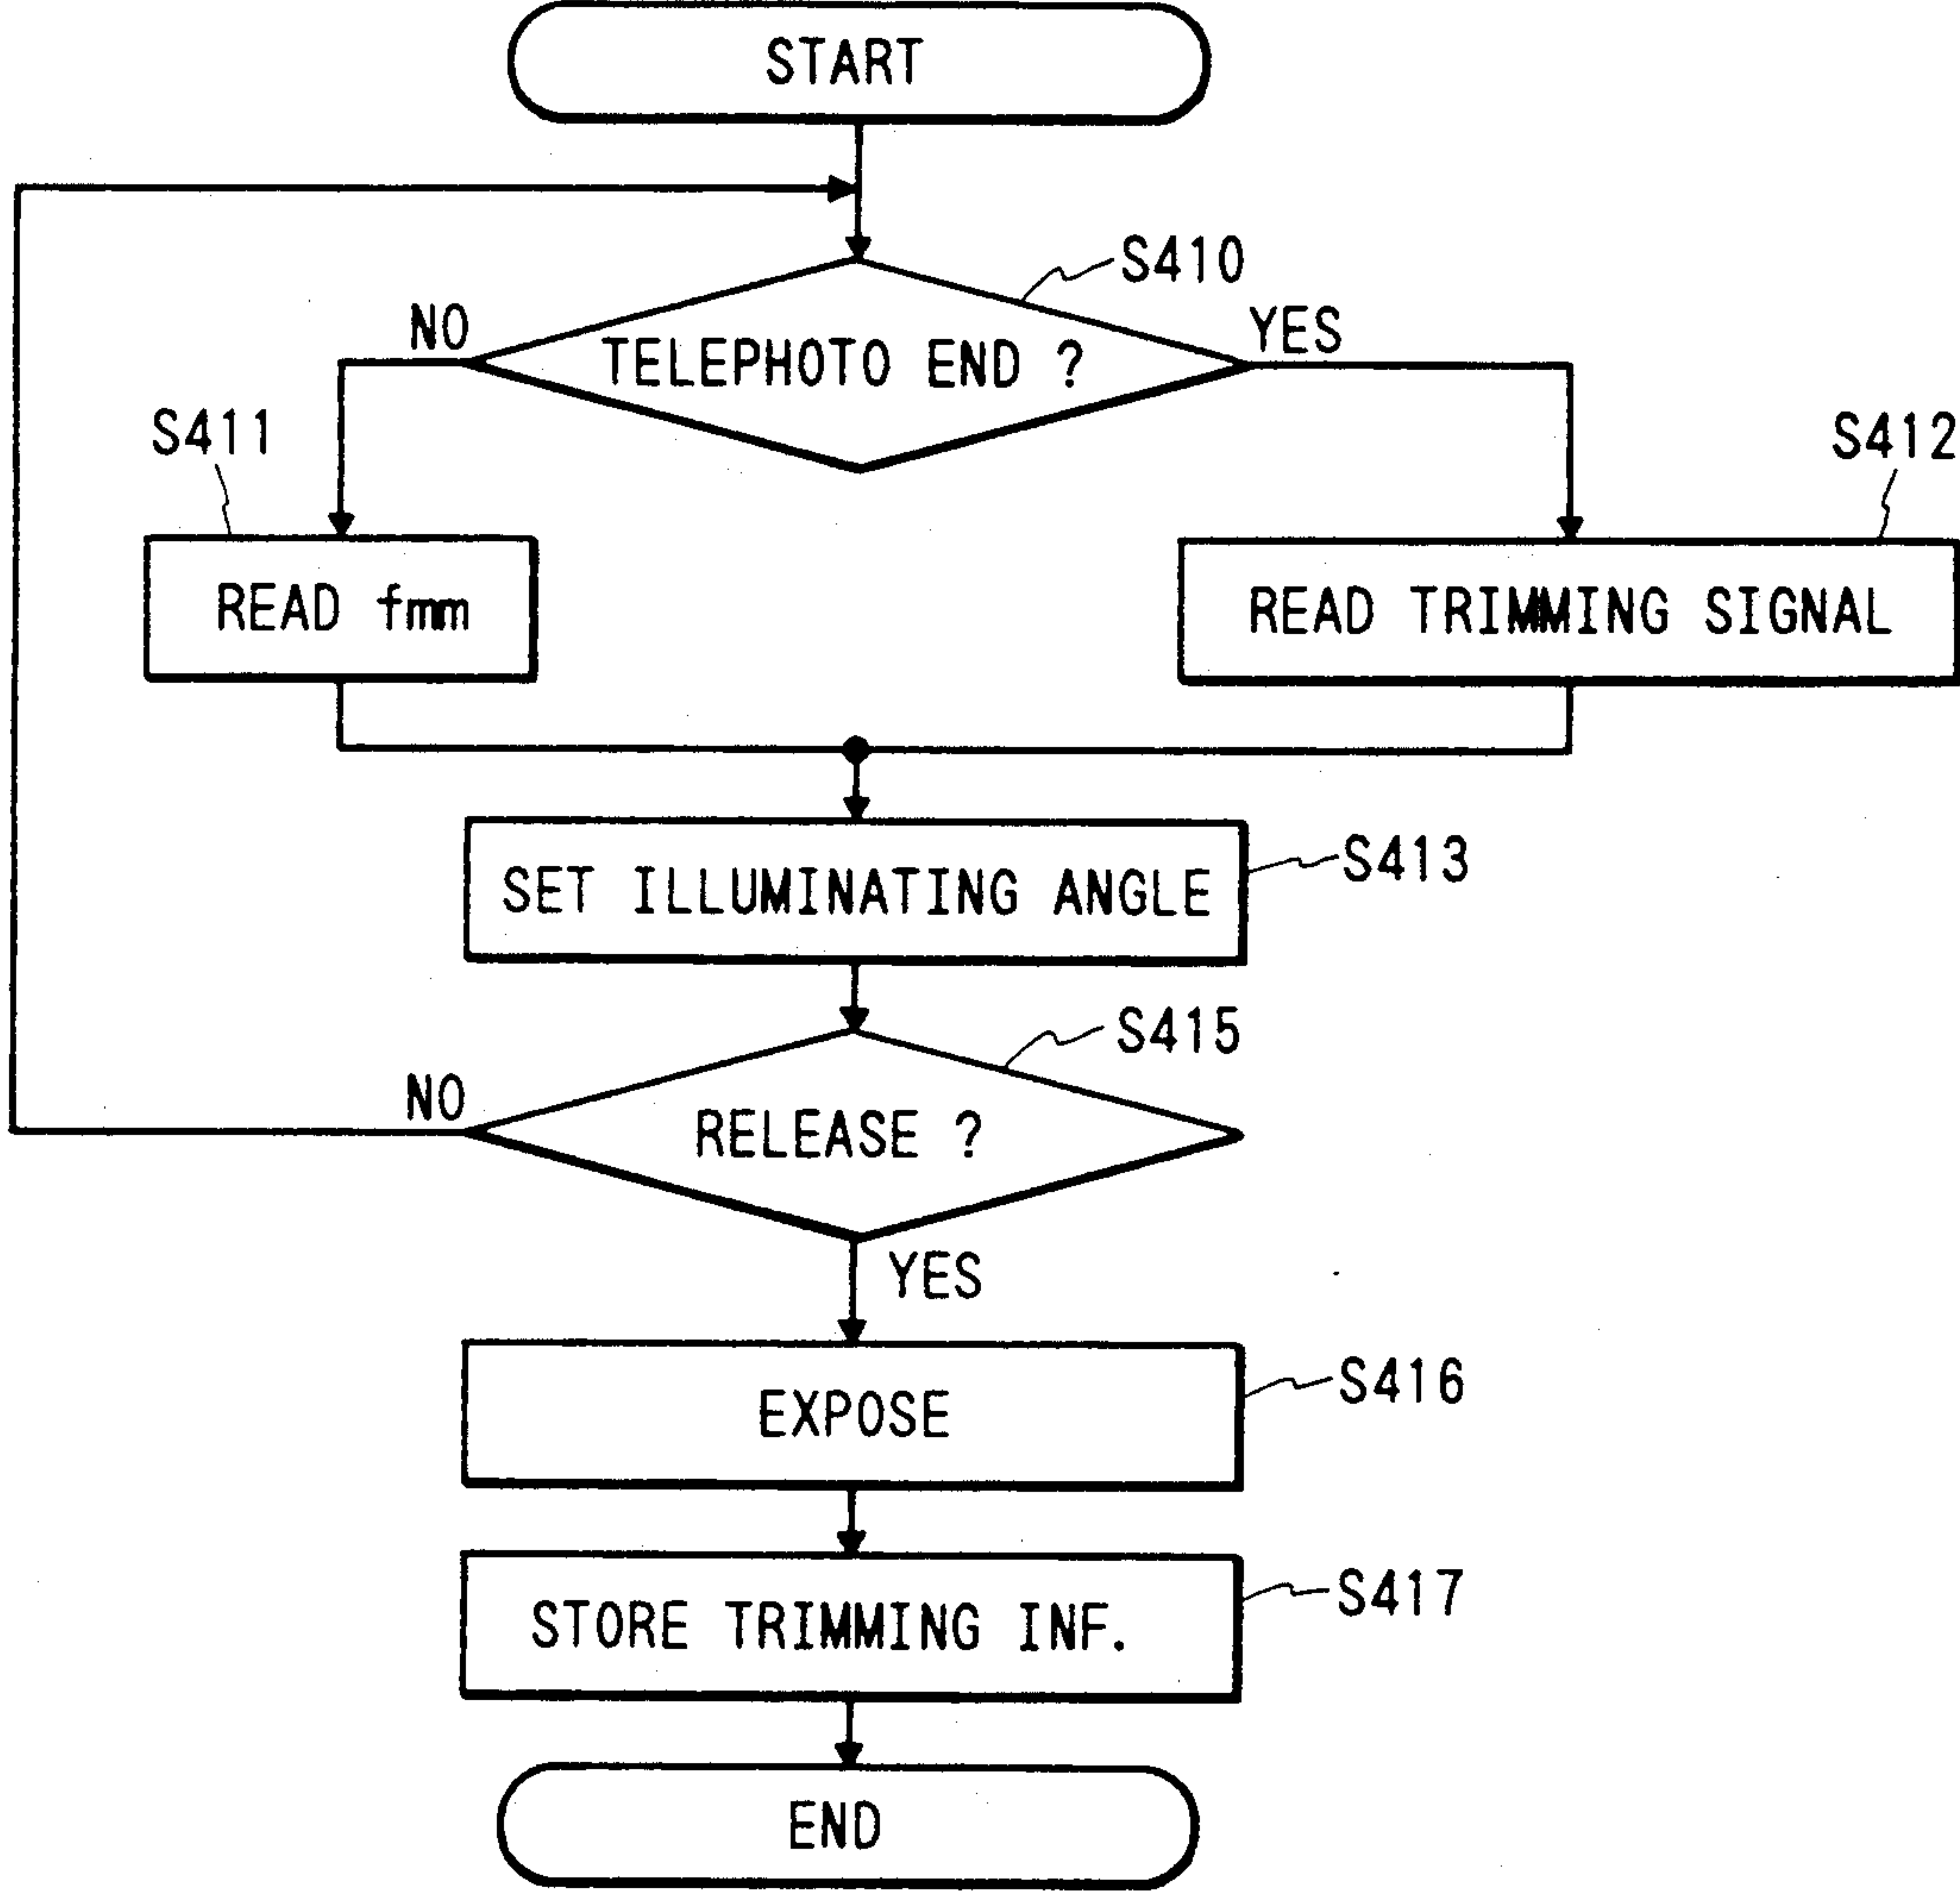 START
S410
NO
YES
TELEPHOTO END ?
S411
S412
READ fmm
READ TRIMMING SIGNAL
SET ILLUMINATING ANGLE
S413
S415
NO
RELEASE ?
YES
EXPOSE
S416
STORE TRIMMING INF.
S417
END